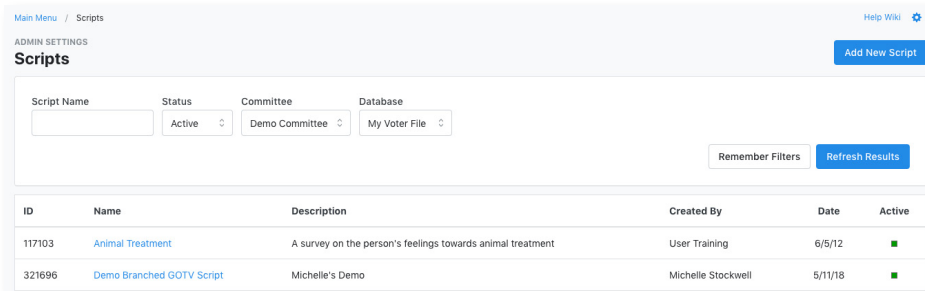 Main Menu / Scripts
Help Wiki
ADMIN SETTINGS
Scripts
Add New Script
Script Name Status Committee Database
Active Demo Committee My Voter File
Remember Filters Refresh Results
ID Name Description Created By Date Active
117103 Animal Treatment A survey on the person's feelings towards animal treatment User Training 6/5/12
321696 Demo Branched GOTV Script Michelle's Demo Michelle Stockwell 5/11/18